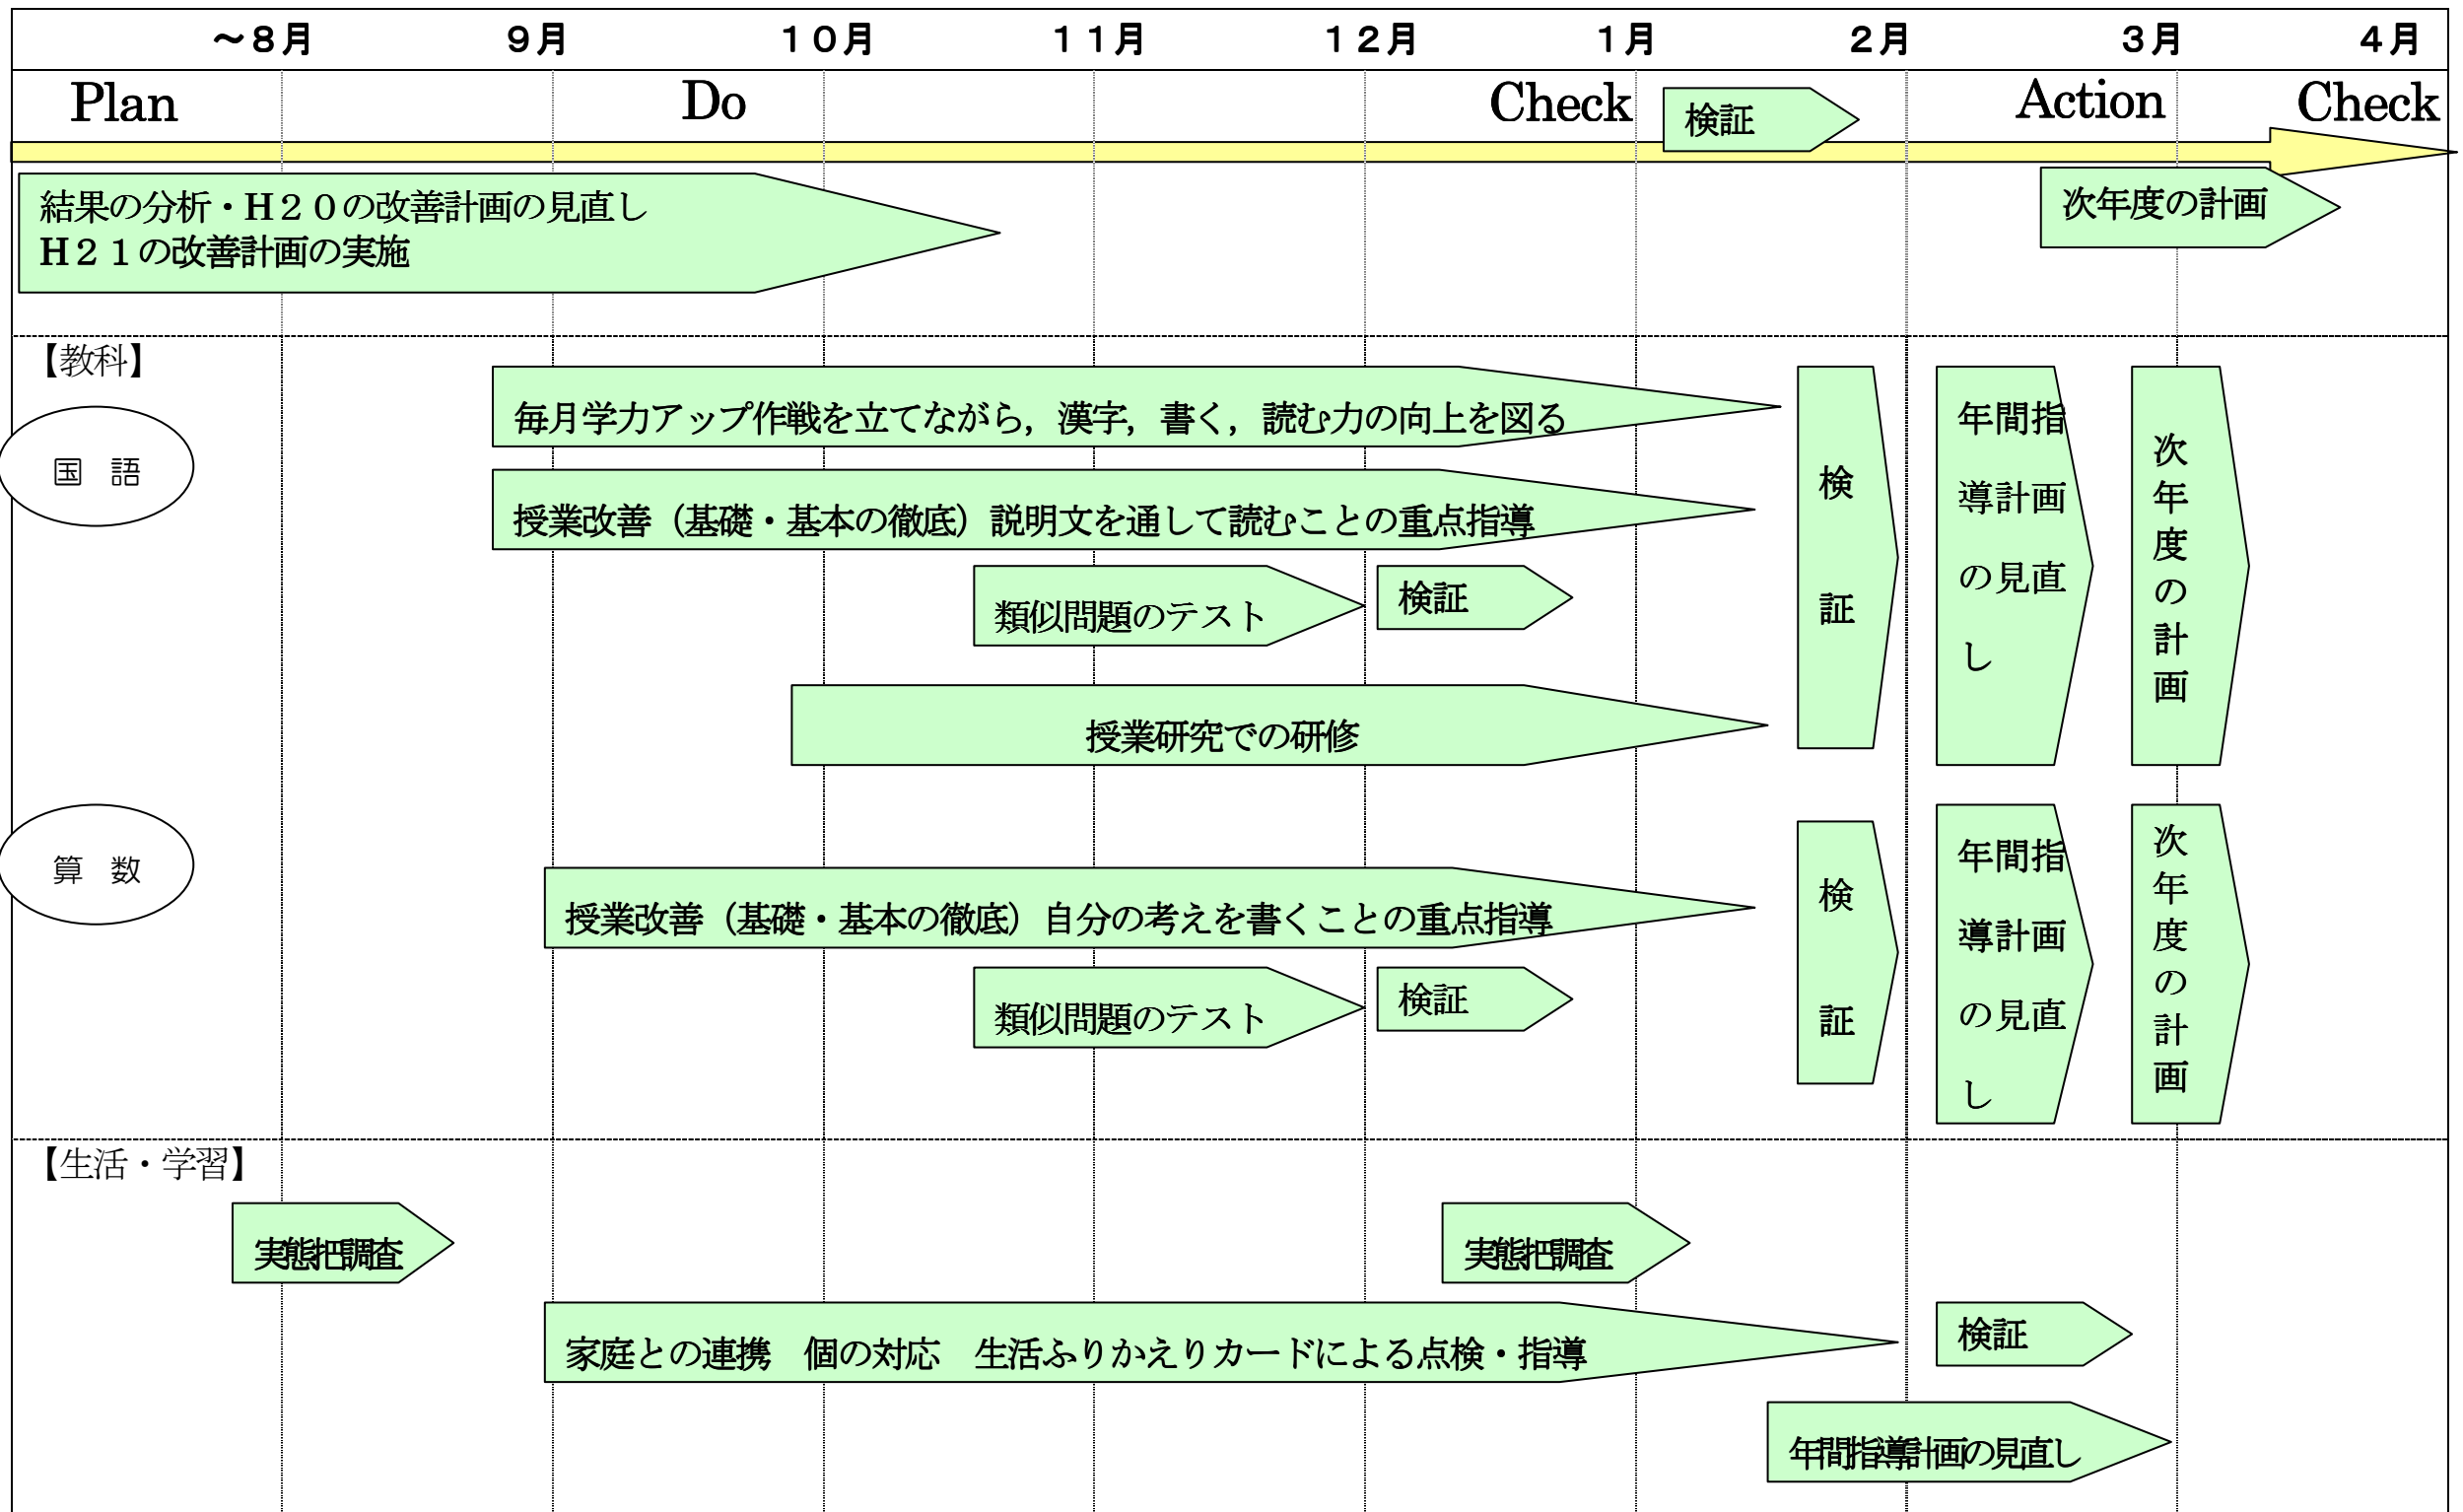 ～８月 ９月 １０月 １１月 １２月 １月 ２月 ３月 ４月
Plan Do Check Action Check
検証
結果の分析・H２０の改善計画の見直し
H２１の改善計画の実施
次年度の計画
【教科】
国 語
毎月学力アップ作戦を立てながら，漢字，書く，読む力の向上を図る
授業改善（基礎・基本の徹底）説明文を通して読むことの重点指導
類似問題のテスト
検証
授業研究での研修
検
証
年間指
導計画
の見直
し
次年度の計画
算 数
授業改善（基礎・基本の徹底）自分の考えを書くことの重点指導
類似問題のテスト
検証
検
証
年間指
導計画
の見直
し
次年度の計画
【生活・学習】
実態把調査
実態把調査
家庭との連携　個の対応　生活ふりかえりカードによる点検・指導
検証
年間指導計画の見直し